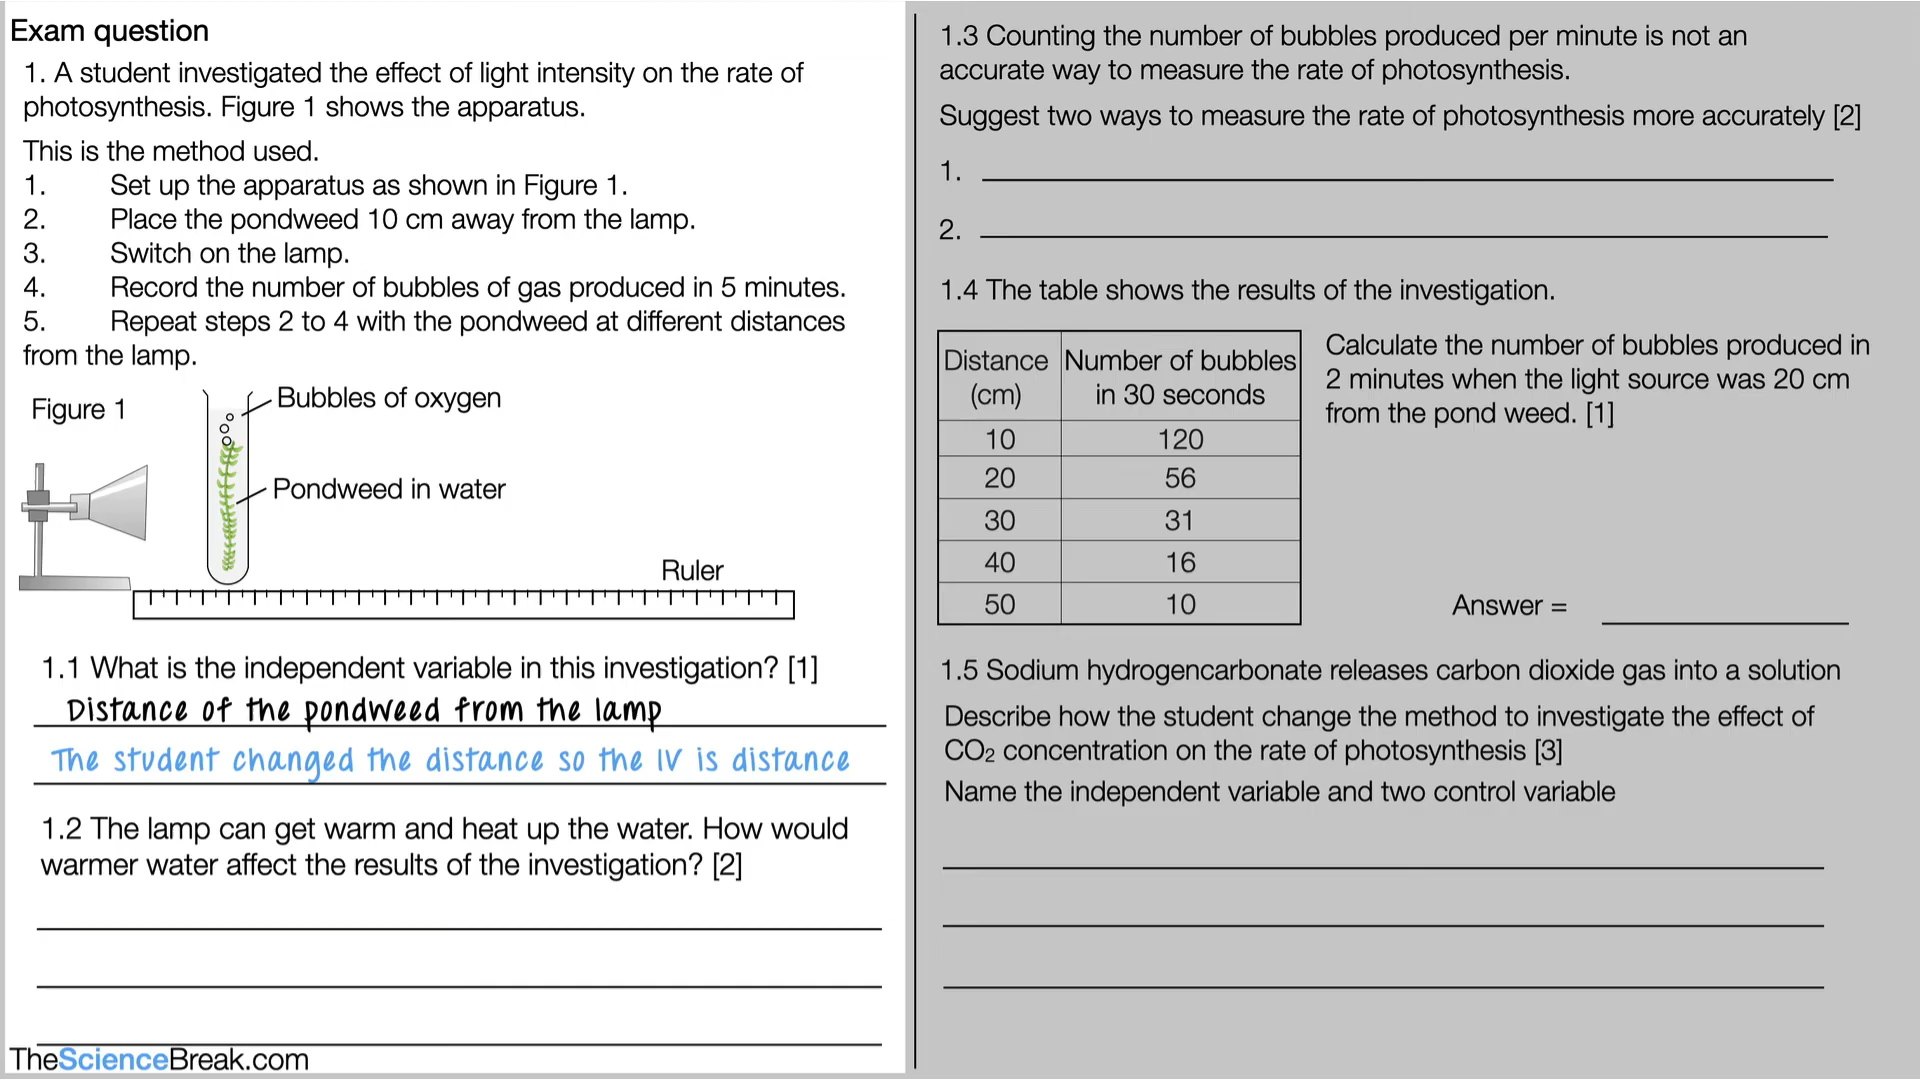 Exam question
1. A student investigated the effect of light intensity on the rate of
photosynthesis. Figure 1 shows the apparatus.
This is the method used.
1. Set up the apparatus as shown in Figure 1.
2. Place the pondweed 10 cm away from the lamp.
3. Switch on the lamp.
4. Record the number of bubbles of gas produced in 5 minutes.
5. Repeat steps 2 to 4 with the pondweed at different distances
from the lamp.
Figure 1
Bubbles of oxygen
Pondweed in water
Ruler
1.1 What is the independent variable in this investigation? [1]
Distance of the pondweed from the lamp
The student changed the distance so the IV is distance
1.2 The lamp can get warm and heat up the water. How would
warmer water affect the results of the investigation? [2]
TheScienceBreak.com
1.3 Counting the number of bubbles produced per minute is not an
accurate way to measure the rate of photosynthesis.
Suggest two ways to measure the rate of photosynthesis more accurately [2]
1.
2.
1.4 The table shows the results of the investigation.
Distance Number of bubbles
(cm) in 30 seconds
10 120
20 56
30 31
40 16
50 10
Calculate the number of bubbles produced in
2 minutes when the light source was 20 cm
from the pond weed. [1]
Answer =
1.5 Sodium hydrogencarbonate releases carbon dioxide gas into a solution
Describe how the student change the method to investigate the effect of
CO₂ concentration on the rate of photosynthesis [3]
Name the independent variable and two control variable